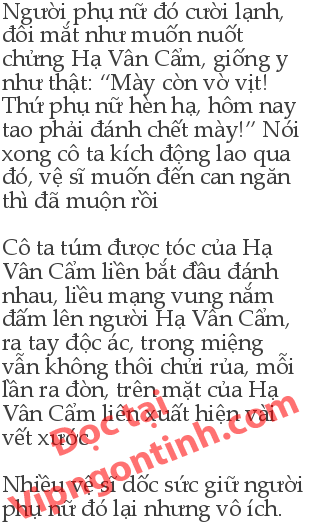 Người phụ nữ đó cười lạnh,
đôi mắt như muốn nuốt
chửng Hạ Vân Cẩm, giống y
như thật: “Mày còn vờ vịt!
Thứ phụ nữ hèn hạ, hôm nay
tao phải đánh chết mày!” Nói
xong cô ta kích động lao qua
đó, vệ sĩ muốn đến can ngăn
thì đã muộn rồi
Cô ta túm được tóc của Hạ
Vân Cẩm liền bắt đầu đánh
nhau, liều mạng vung nắm
đấm lên người Hạ Vân Cẩm,
ra tay độc ác, trong miệng
vẫn không thôi chửi rủa, mỗi
lần ra đòn, trên mặt của Hạ
Vân Cẩm liên xuất hiện vài
vết xước
Đọc tại
Vipngontinh.com
Nhiều vệ sĩ dốc sức giữ người
phụ nữ đó lại nhưng vô ích.